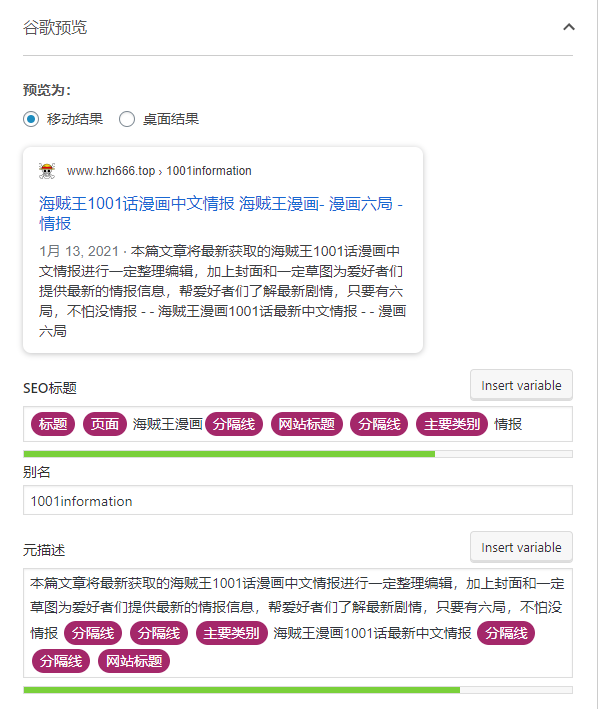 谷歌预览
预览为：
移动结果 桌面结果
www.hzh666.top › 1001information
海贼王1001话漫画中文情报 海贼王漫画- 漫画六局 -
情报
1月 13, 2021 · 本篇文章将最新获取的海贼王1001话漫画中
文情报进行一定整理编辑，加上封面和一定草图为爱好者们
提供最新的情报信息，帮爱好者们了解最新剧情，只要有六
局，不怕没情报 - - 海贼王漫画1001话最新中文情报 - - 漫画
六局
SEO标题 Insert variable
标题 页面 海贼王漫画 分隔线 网站标题 分隔线 主要类别 情报
别名
1001information
元描述 Insert variable
本篇文章将最新获取的海贼王1001话漫画中文情报进行一定整理编辑，加上封面和一定
草图为爱好者们提供最新的情报信息，帮爱好者们了解最新剧情，只要有六局，不怕没
情报 分隔线 分隔线 主要类别 海贼王漫画1001话最新中文情报 分隔线
分隔线 网站标题